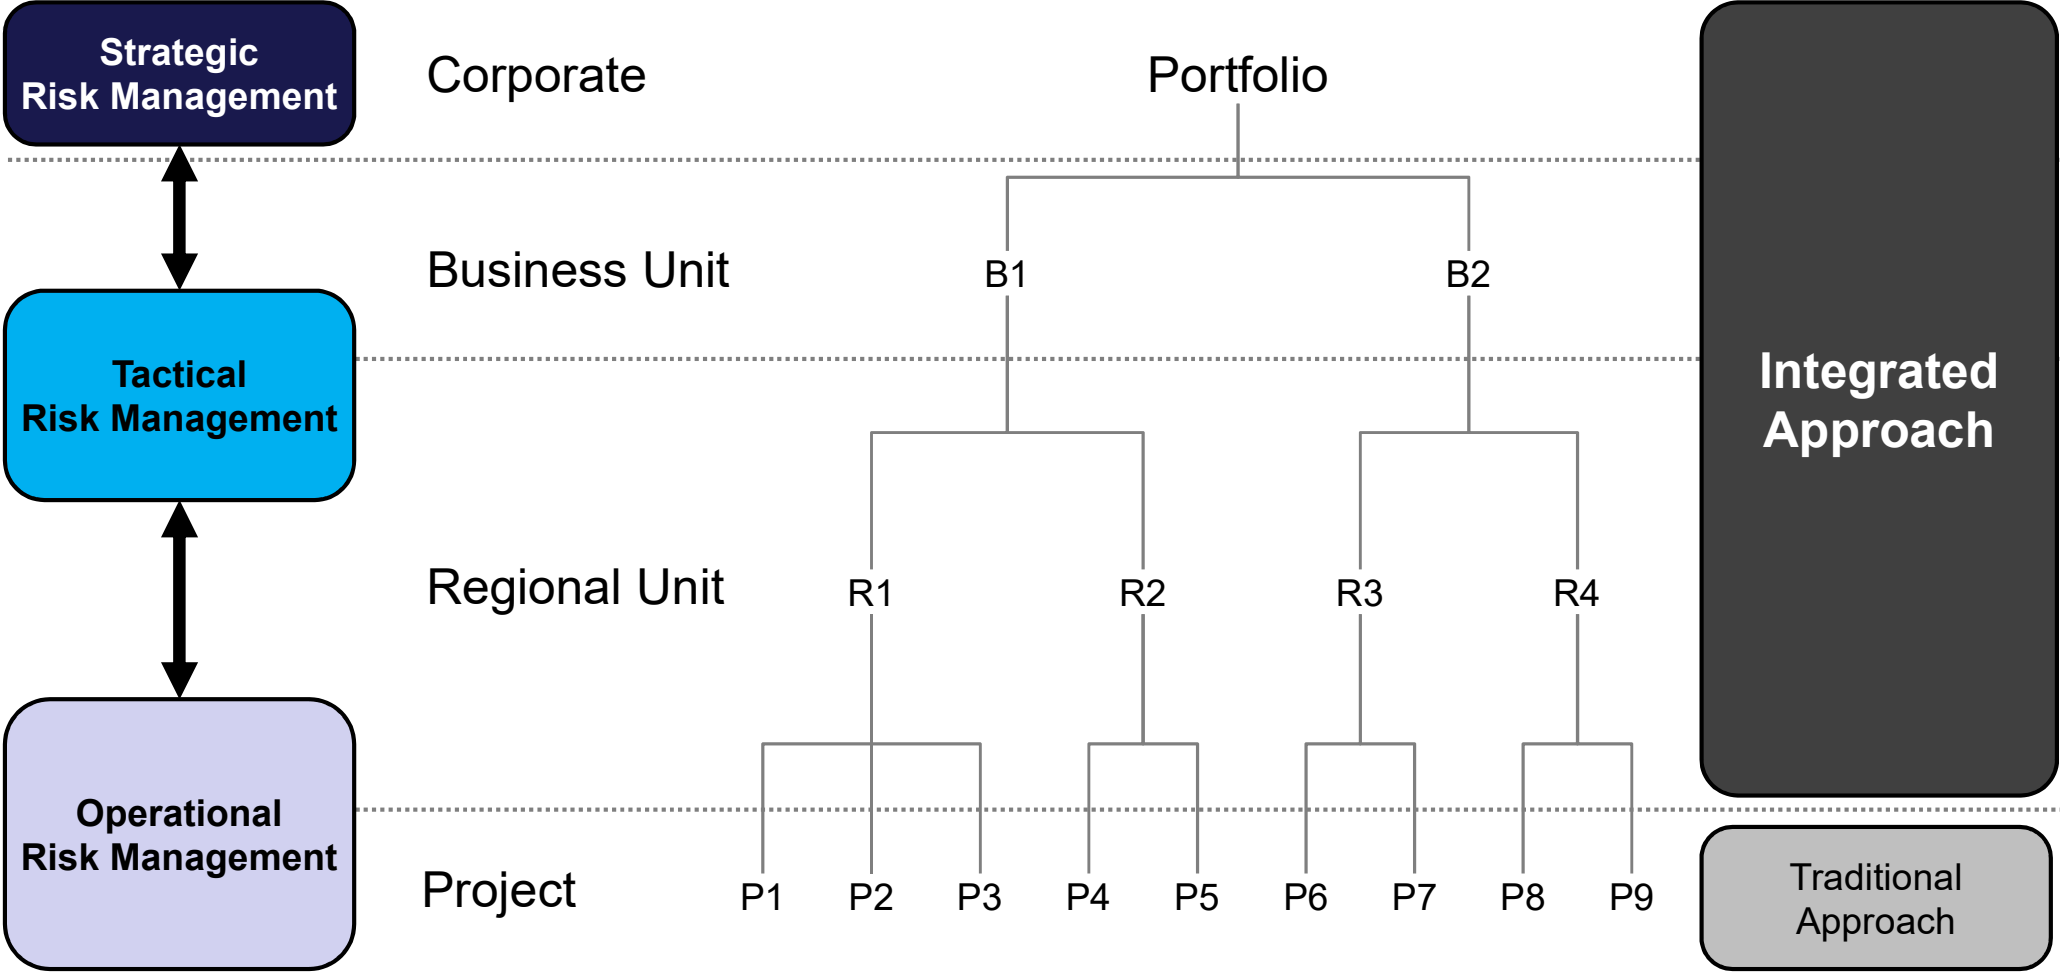 Strategic
Risk Management
Corporate
Portfolio
Business Unit
B1
B2
Tactical
Risk Management
Integrated
Approach
Regional Unit
R1
R2
R3
R4
Operational
Risk Management
Project
P1
P2
P3
P4
P5
P6
P7
P8
P9
Traditional
Approach